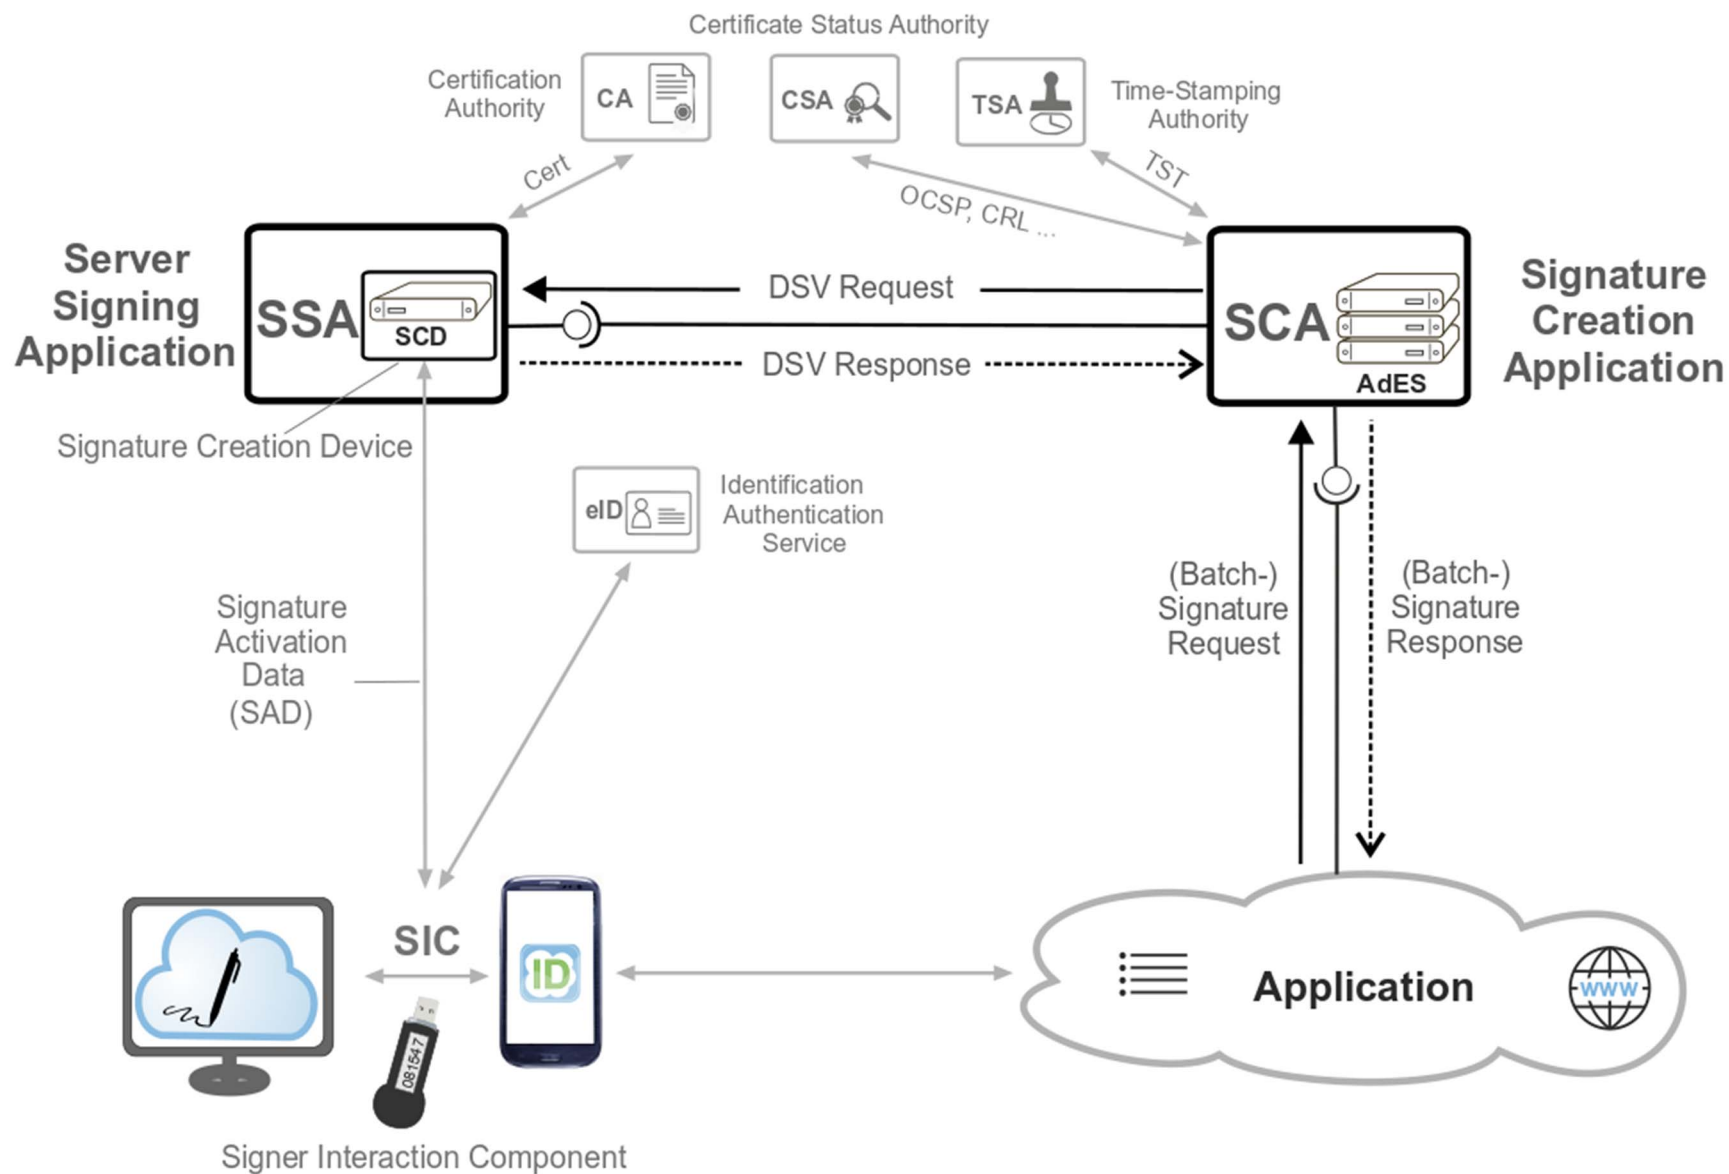 Certificate Status Authority
Certification
Authority
CA
CSA
TSA
Time-Stamping
Authority
Cert
OCSP, CRL ...
TST
Server
Signing
Application
SSA
SCD
DSV Request
DSV Response
SCA
AdES
Signature
Creation
Application
Signature Creation Device
eID
Identification
Authentication
Service
Signature
Activation
Data
(SAD)
(Batch-)
Signature
Request
(Batch-)
Signature
Response
SIC
ID
081547
Application
www
Signer Interaction Component